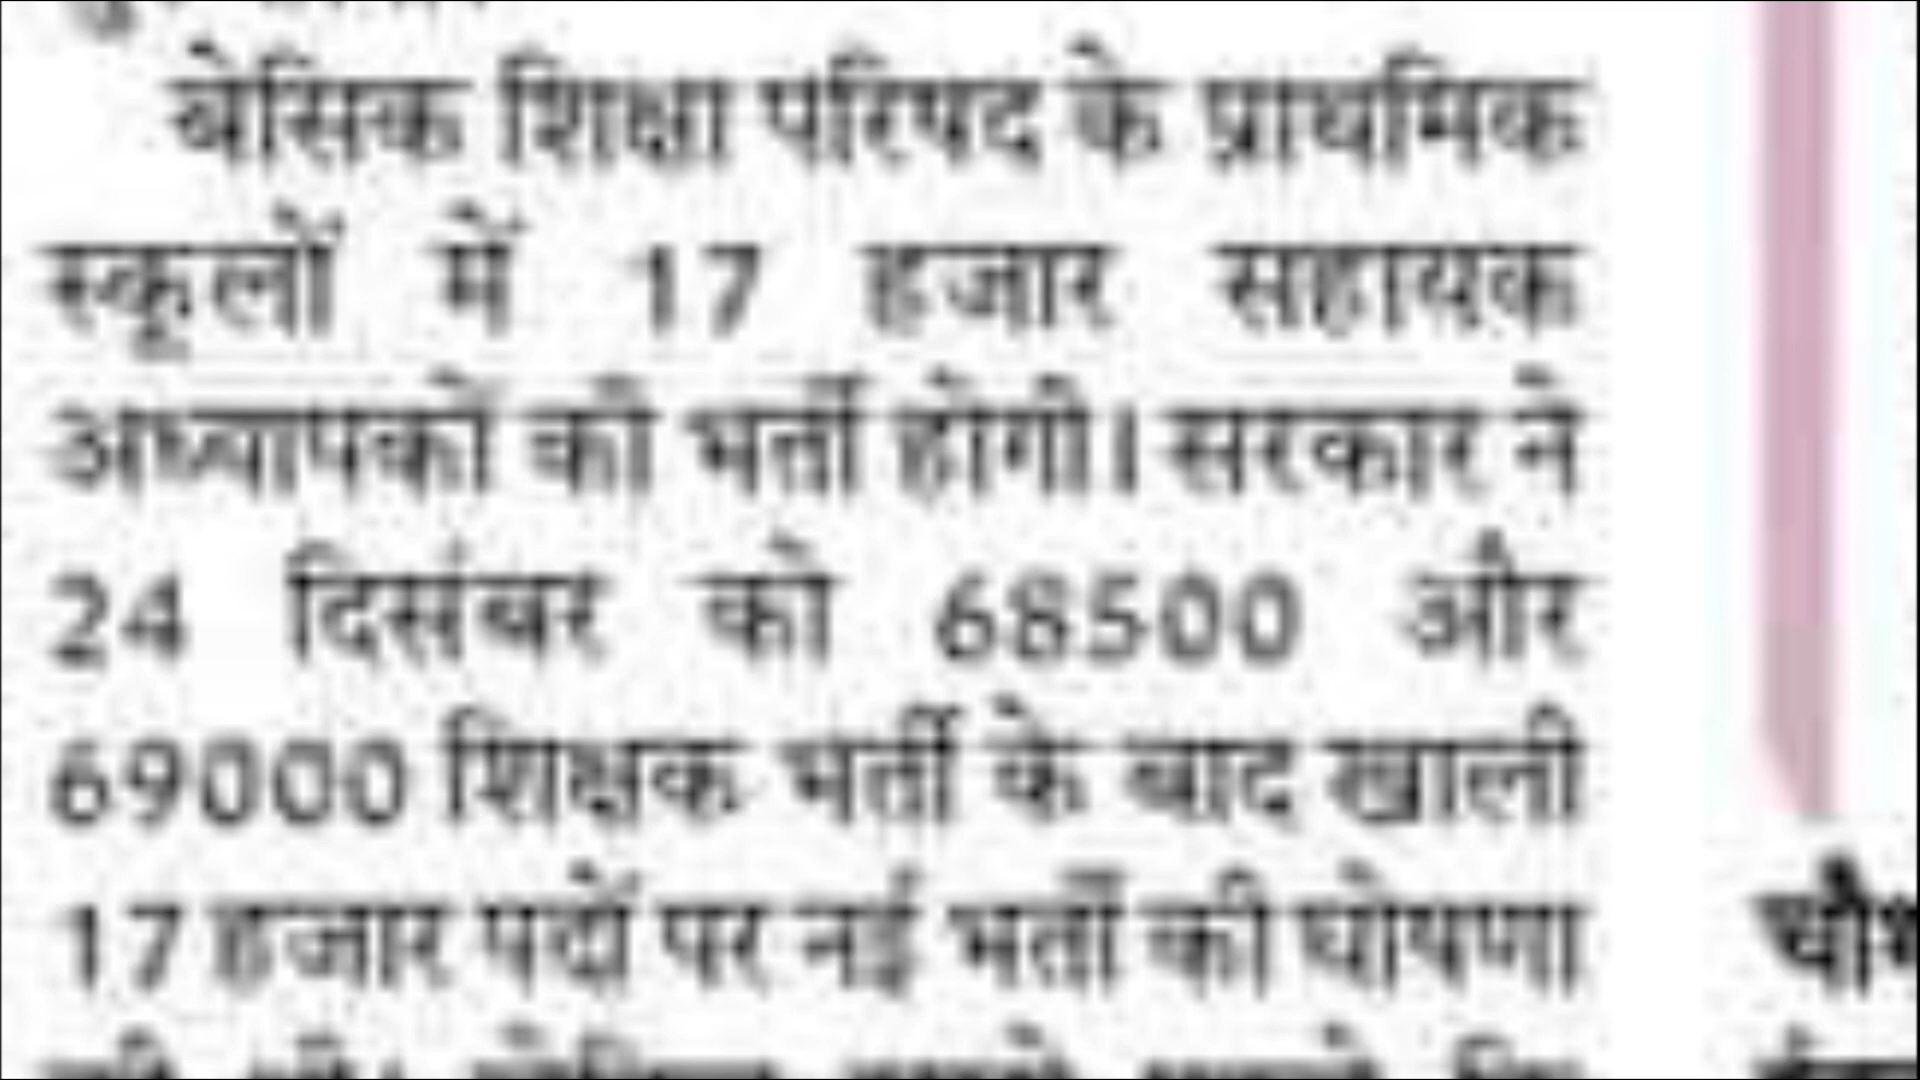 बेसिक शिक्षा परिषद के प्राथमिक
स्कूलों में 17 हजार सहायक
अध्यापकों की भर्ती होगी। सरकार ने
24 दिसंबर को 68500 और
69000 शिक्षक भर्ती के बाद खाली
17 हजार पदों पर नई भर्ती की घोषणा